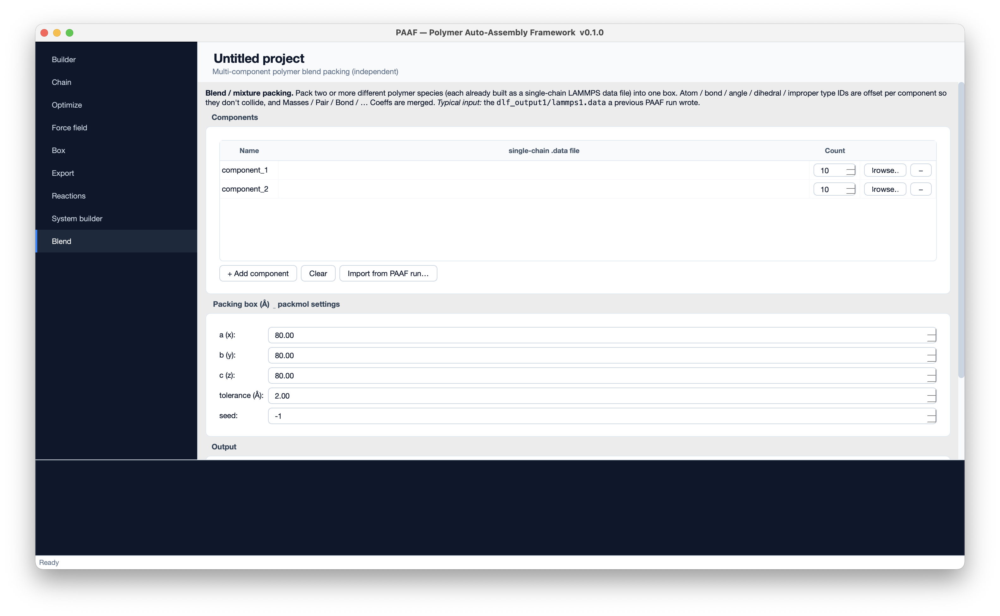 PAAF — Polymer Auto-Assembly Framework v0.1.0
Builder
Chain
Optimize
Force field
Box
Export
Reactions
System builder
Blend
Untitled project
Multi-component polymer blend packing (independent)
Blend / mixture packing. Pack two or more different polymer species (each already built as a single-chain LAMMPS data file) into one box. Atom / bond / angle / dihedral / improper type IDs are offset per component so
they don't collide, and Masses / Pair / Bond / … Coeffs are merged. Typical input: the dlf_output1/lammps1.data a previous PAAF run wrote.
Components
Name single-chain .data file Count
component_1 10 Browse.. –
component_2 10 Browse.. –
+ Add component Clear Import from PAAF run…
Packing box (Å) _ packmol settings
a (x): 80.00
b (y): 80.00
c (z): 80.00
tolerance (Å): 2.00
seed: -1
Output
Ready